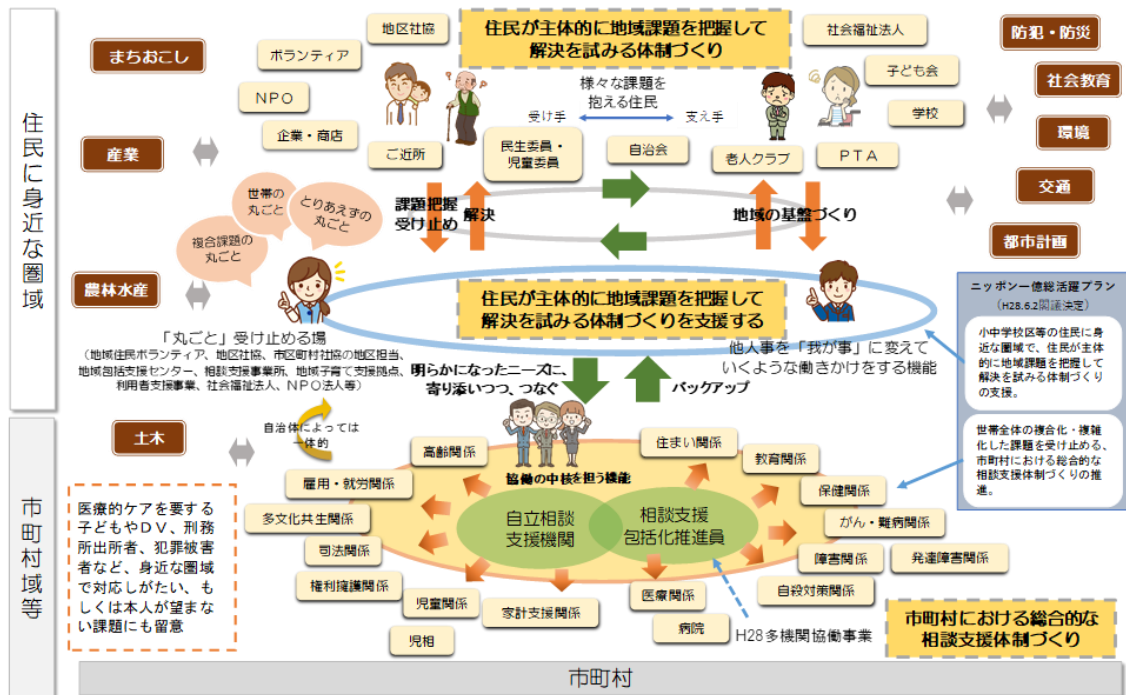 住民に身近な圏域
市町村域等
まちおこし
産業
農林水産
土木
ボランティア
地区社協
NPO
企業・商店
ご近所
住民が主体的に地域課題を把握して
解決を試みる体制づくり
様々な課題を
抱える住民
受け手
支え手
民生委員・
児童委員
自治会
老人クラブ
社会福祉法人
子ども会
学校
PTA
防犯・防災
社会教育
環境
交通
都市計画
世帯の
丸ごと
とりあえずの
丸ごと
複合課題の
丸ごと
課題把握
受け止め
解決
地域の基盤づくり
住民が主体的に地域課題を把握して
解決を試みる体制づくりを支援する
「丸ごと」受け止める場
(地域住民ボランティア、地区社協、市区町村社協の地区担当、
地域包括支援センター、相談支援事業所、地域子育て支援拠点、
利用者支援事業、社会福祉法人、NPO法人等)
他人事を「我が事」に変えて
いくような働きかけをする機能
ニッポン一億総活躍プラン
(H28.6.2閣議決定)
小中学校区等の住民に身
近な圏域で、住民が主体
的に地域課題を把握して
解決を試みる体制づくり
の支援。
世帯全体の複合化・複雑
化した課題を受け止める、
市町村における総合的な
相談支援体制づくりの推
進。
明らかになったニーズに、
寄り添いつつ、つなぐ
バックアップ
自治体によっては
一体的
協働の中核を担う機能
自立相談
支援機関
相談支援
包括化推進員
高齢関係
雇用・就労関係
多文化共生関係
司法関係
権利擁護関係
児童関係
児相
家計支援関係
住まい関係
教育関係
保健関係
がん・難病関係
障害関係
発達障害関係
自殺対策関係
医療関係
病院
H28多機関協働事業
医療的ケアを要する
子どもやDV、刑務
所出所者、犯罪被害
者など、身近な圏域
で対応しがたい、も
しくは本人が望まな
い課題にも留意
市町村における総合的な
相談支援体制づくり
市町村